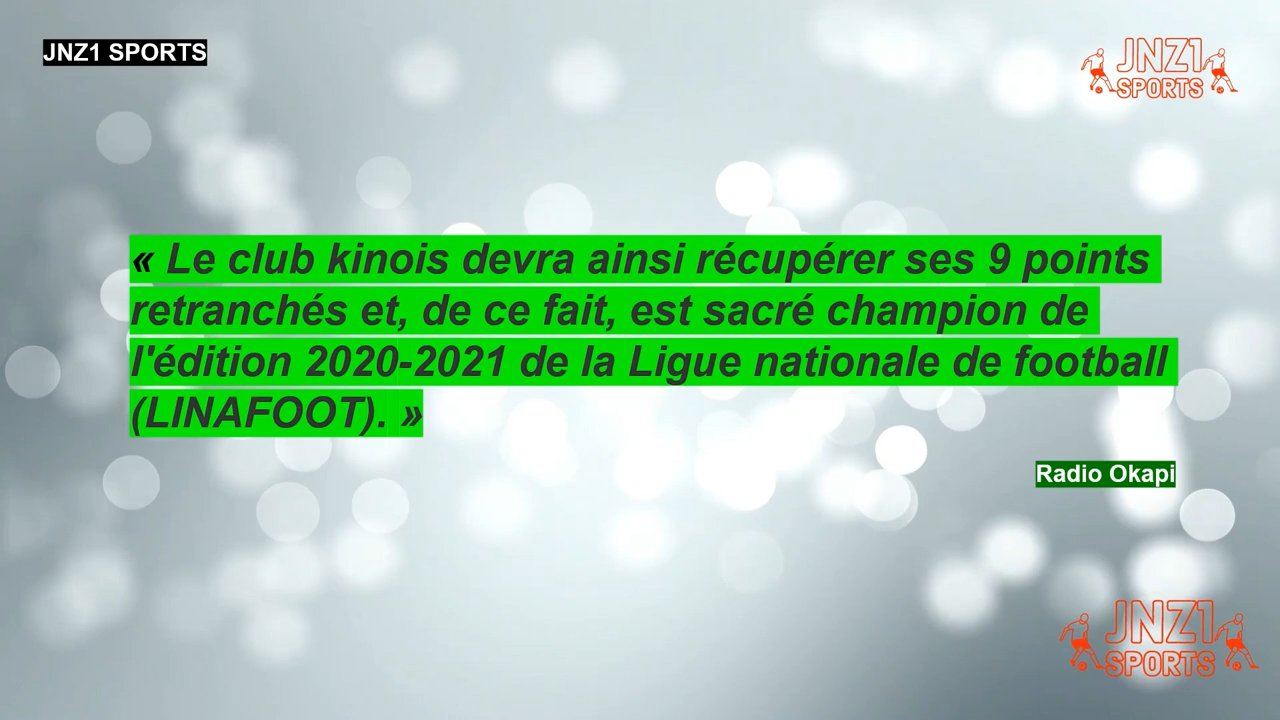 JNZ1 SPORTS
JNZ1
SPORTS
« Le club kinois devra ainsi récupérer ses 9 points
retranchés et, de ce fait, est sacré champion de
l'édition 2020-2021 de la Ligue nationale de football
(LINAFOOT). »
Radio Okapi
JNZ1
SPORTS